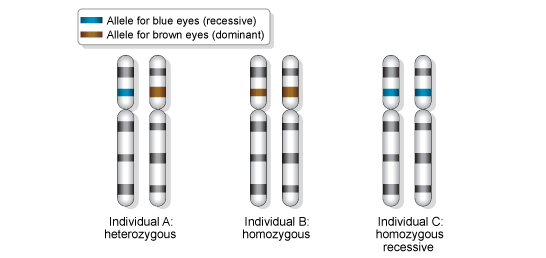 Allele for blue eyes (recessive)
Allele for brown eyes (dominant)
Individual A:
heterozygous
Individual B:
homozygous
Individual C:
homozygous
recessive